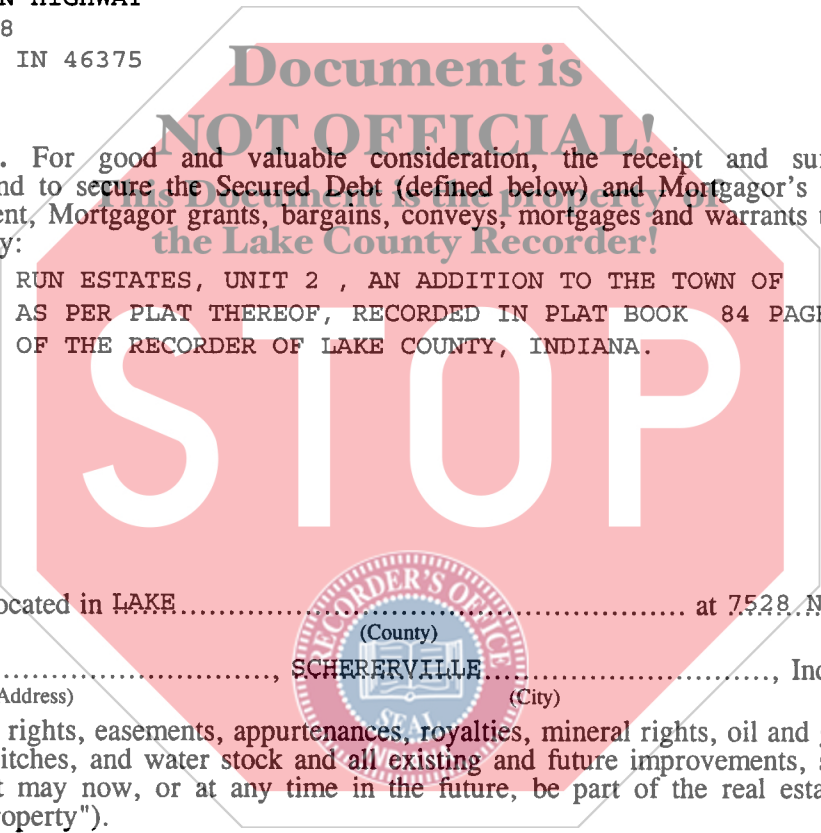 N HIGHWAY
8
IN 46375
Document is
NOT OFFICIAL!
. For good and valuable consideration, the receipt and su
nd to secure the Secured Debt (defined below) and Mortgagor's
This Document is the property of
ent, Mortgagor grants, bargains, conveys, mortgages and warrants
the Lake County Recorder!
y:
RUN ESTATES, UNIT 2 , AN ADDITION TO THE TOWN OF
AS PER PLAT THEREOF, RECORDED IN PLAT BOOK 84 PAGE
OF THE RECORDER OF LAKE COUNTY, INDIANA.
STOP
ocated in LAKE at 7528 N
(County)
RECORDER'S OFFICE
, SCHERERVILLE, Ind
Address) (City)
SEAL
rights, easements, appurtenances, royalties, mineral rights, oil and
itches, and water stock and all existing and future improvements,
INDIANA
t may now, or at any time in the future, be part of the real esta
operty").